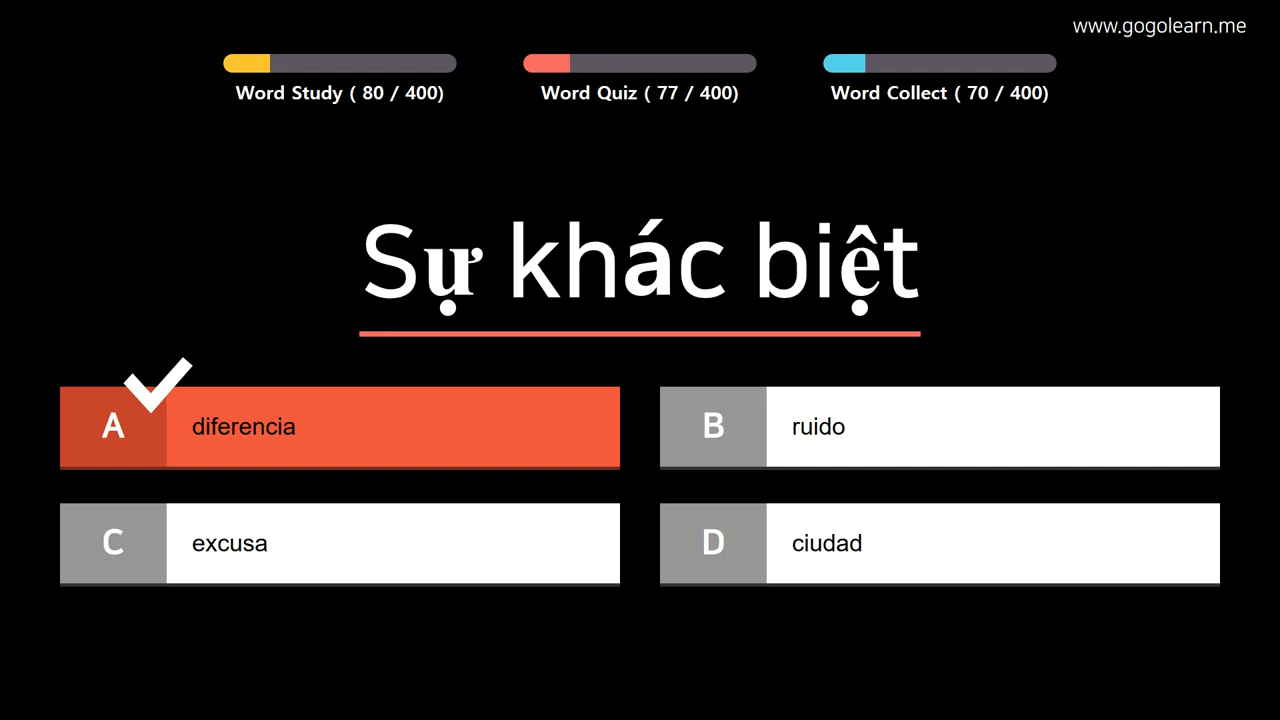 www.gogolearn.me
Word Study ( 80 / 400)
Word Quiz ( 77 / 400)
Word Collect ( 70 / 400)
Sự khác biệt
A diferencia
B ruido
C excusa
D ciudad